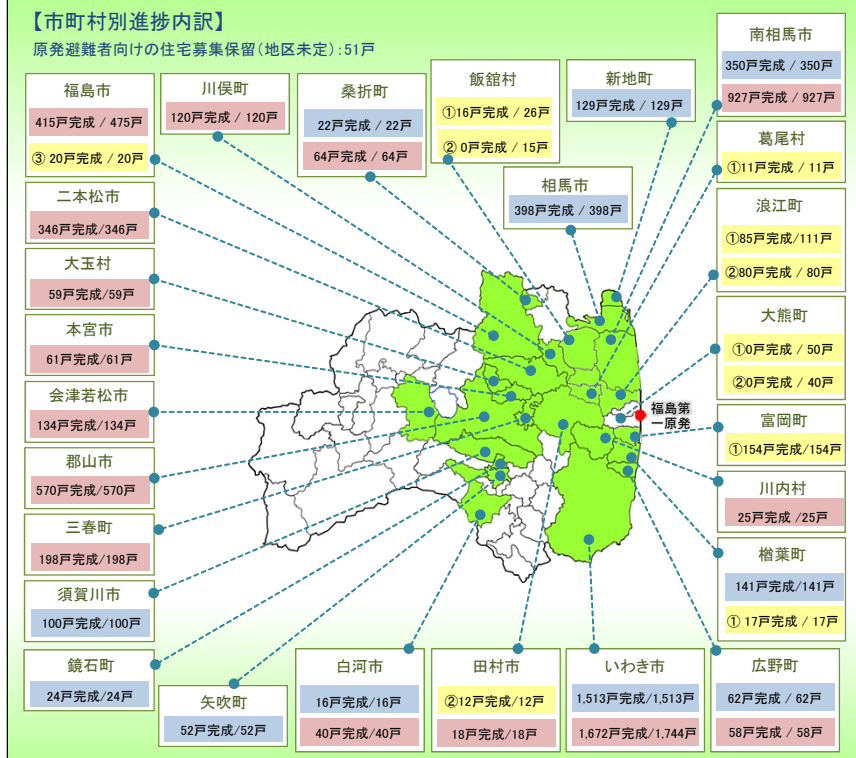 【市町村別進捗内訳】
原発避難者向けの住宅募集保留(地区未定):51戸
福島市
415戸完成 / 475戸
③ 20戸完成 / 20戸
川俣町
120戸完成 / 120戸
桑折町
22戸完成 / 22戸
64戸完成 / 64戸
飯舘村
①16戸完成 / 26戸
② 0戸完成 / 15戸
新地町
129戸完成 / 129戸
南相馬市
350戸完成 / 350戸
927戸完成 / 927戸
相馬市
398戸完成 / 398戸
葛尾村
①11戸完成 / 11戸
浪江町
①85戸完成/111戸
②80戸完成 / 80戸
大熊町
①0戸完成 / 50戸
②0戸完成 / 40戸
富岡町
①154戸完成/154戸
川内村
25戸完成 /25戸
楢葉町
141戸完成/141戸
① 17戸完成 / 17戸
二本松市
346戸完成/346戸
大玉村
59戸完成/59戸
本宮市
61戸完成/61戸
会津若松市
134戸完成/134戸
郡山市
570戸完成/570戸
三春町
198戸完成/198戸
須賀川市
100戸完成/100戸
鏡石町
24戸完成/24戸
福島第
一原発
矢吹町
52戸完成/52戸
白河市
16戸完成/16戸
40戸完成/40戸
田村市
②12戸完成/12戸
18戸完成/18戸
いわき市
1,513戸完成/1,513戸
1,672戸完成/1,744戸
広野町
62戸完成 / 62戸
58戸完成 / 58戸